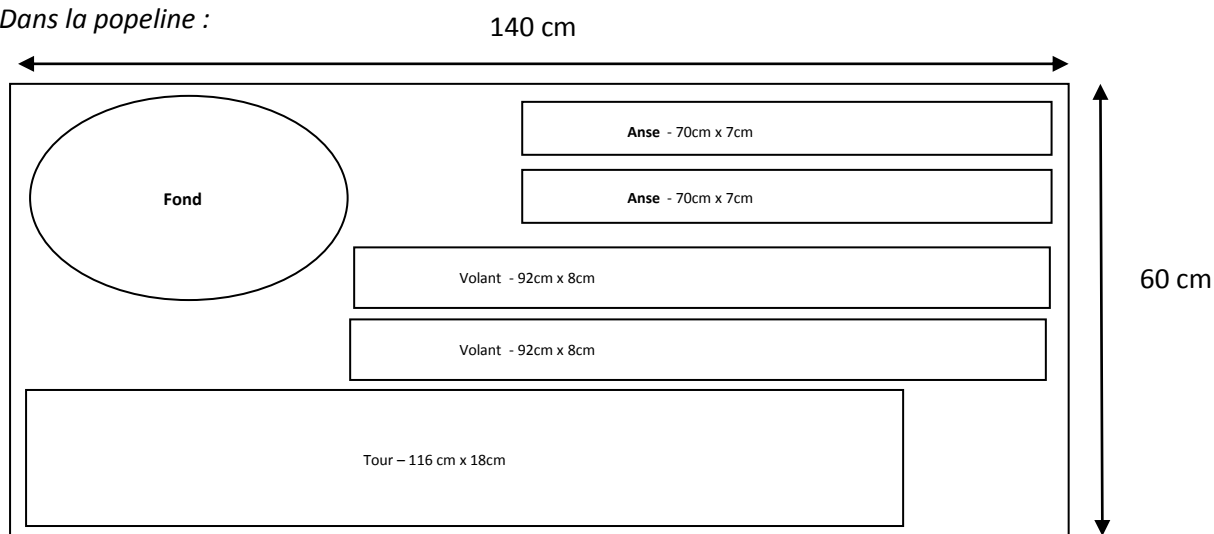 Dans la popeline :
140 cm
Anse - 70cm x 7cm
Fond
Anse - 70cm x 7cm
Volant - 92cm x 8cm
60 cm
Volant - 92cm x 8cm
Tour – 116 cm x 18cm